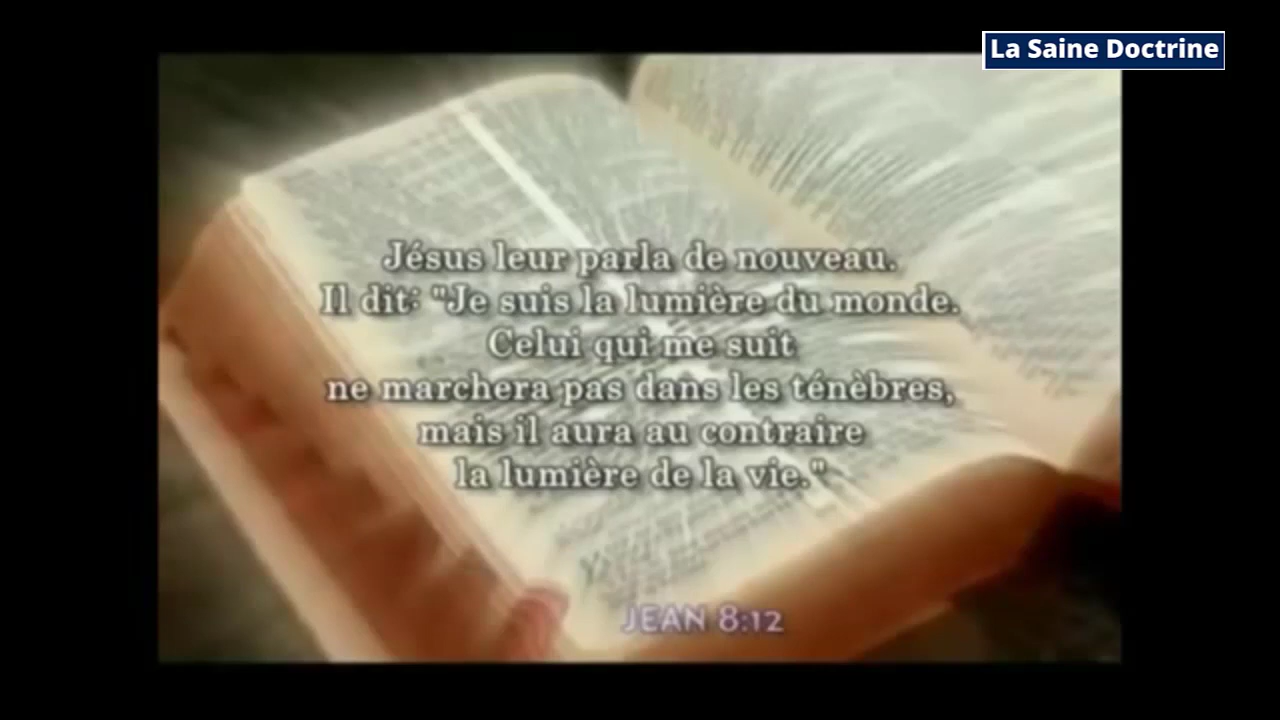 La Saine Doctrine
Jésus leur parla de nouveau.
Il dit: "Je suis la lumière du monde.
Celui qui me suit
ne marchera pas dans les ténèbres,
mais il aura au contraire
la lumière de la vie."
JEAN 8:12